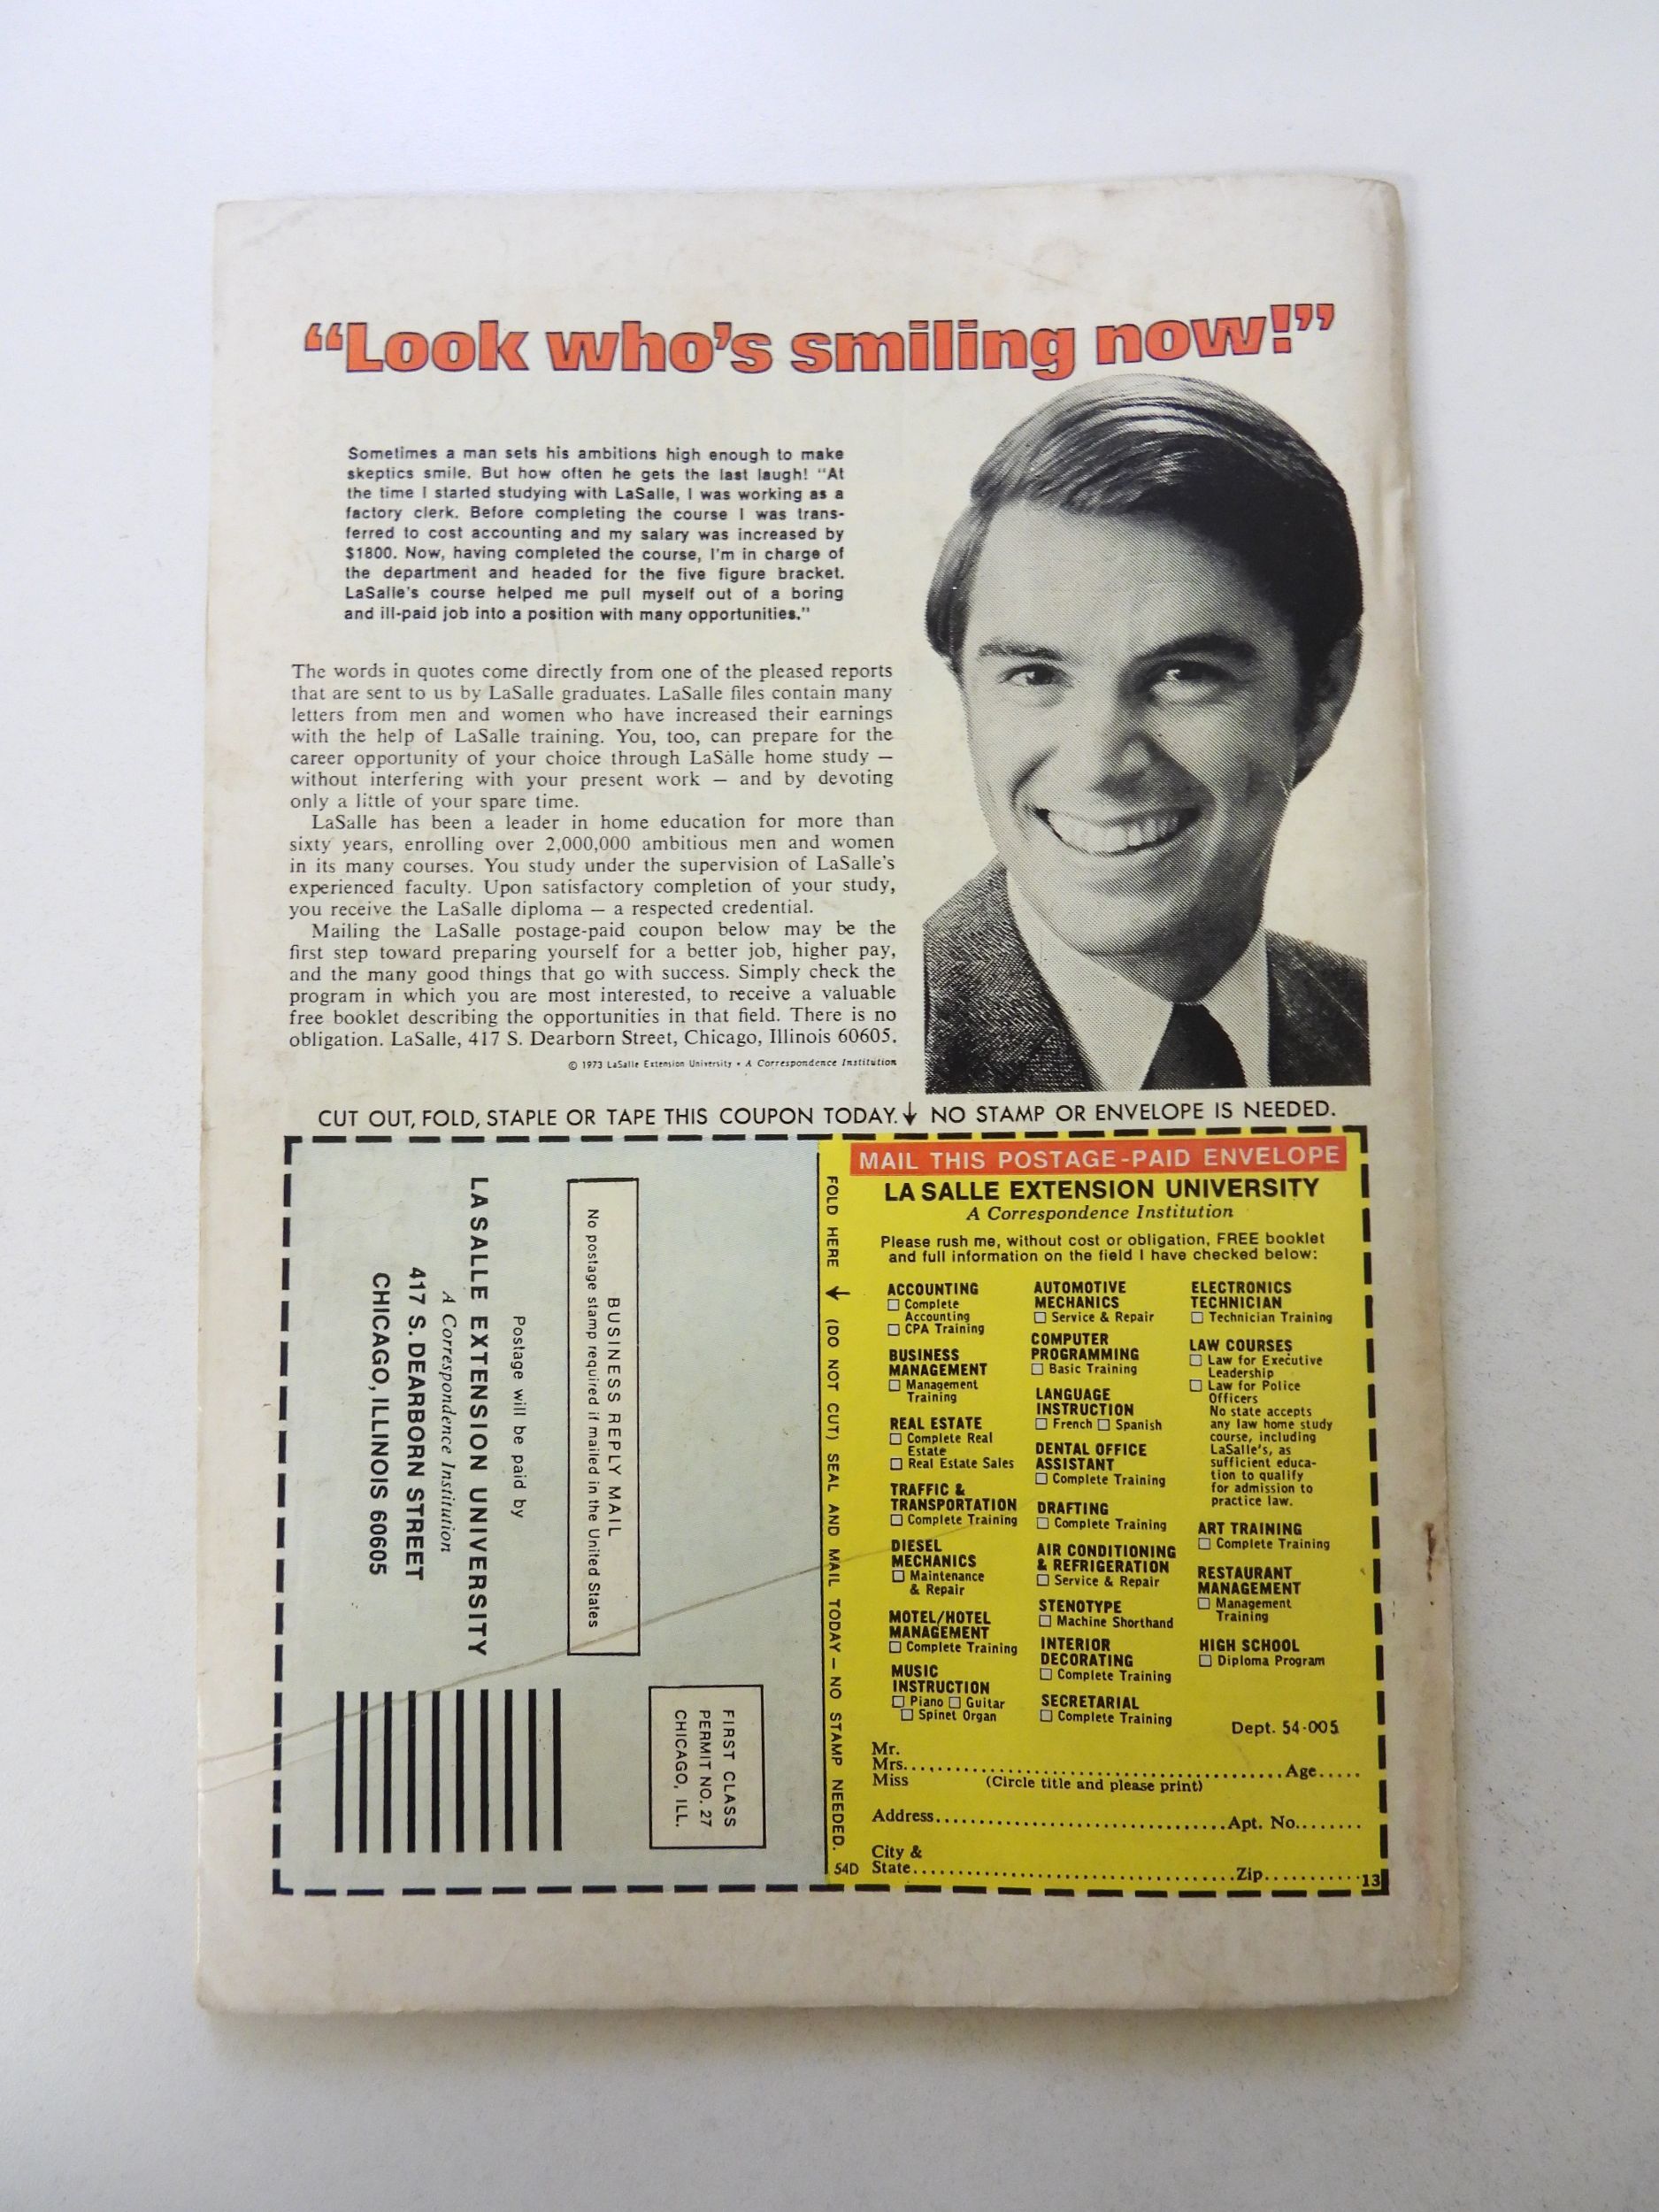 “Look who’s smiling now!”
Sometimes a man sets his ambitions high enough to make
skeptics smile. But how often he gets the last laugh! “At
the time I started studying with LaSalle, I was working as a
factory clerk. Before completing the course I was trans-
ferred to cost accounting and my salary was increased by
$1800. Now, having completed the course, I’m in charge of
the department and headed for the five figure bracket.
LaSalle’s course helped me pull myself out of a boring
and ill-paid job into a position with many opportunities.”
The words in quotes come directly from one of the pleased reports
that are sent to us by LaSalle graduates. LaSalle files contain many
letters from men and women who have increased their earnings
with the help of LaSalle training. You, too, can prepare for the
career opportunity of your choice through LaSalle home study —
without interfering with your present work — and by devoting
only a little of your spare time.
LaSalle has been a leader in home education for more than
sixty years, enrolling over 2,000,000 ambitious men and women
in its many courses. You study under the supervision of LaSalle’s
experienced faculty. Upon satisfactory completion of your study,
you receive the LaSalle diploma — a respected credential.
Mailing the LaSalle postage-paid coupon below may be the
first step toward preparing yourself for a better job, higher pay,
and the many good things that go with success. Simply check the
program in which you are most interested, to receive a valuable
free booklet describing the opportunities in that field. There is no
obligation. LaSalle, 417 S. Dearborn Street, Chicago, Illinois 60605.
© 1973 LaSalle Extension University • A Correspondence Institution
CUT OUT, FOLD, STAPLE OR TAPE THIS COUPON TODAY. NO STAMP OR ENVELOPE IS NEEDED.
FIRST CLASS
PERMIT NO. 27
CHICAGO, ILL.
BUSINESS REPLY MAIL
No postage stamp required if mailed in the United States
Postage will be paid by
LA SALLE EXTENSION UNIVERSITY
A Correspondence Institution
417 S. DEARBORN STREET
CHICAGO, ILLINOIS 60605
FOLD HERE (DO NOT CUT) SEAL AND MAIL TODAY — NO STAMP NEEDED.
54D
MAIL THIS POSTAGE-PAID ENVELOPE
LA SALLE EXTENSION UNIVERSITY
A Correspondence Institution
Please rush me, without cost or obligation, FREE booklet
and full information on the field I have checked below:
ACCOUNTING
Complete
Accounting
CPA Training
BUSINESS
MANAGEMENT
Management
Training
REAL ESTATE
Complete Real
Estate
Real Estate Sales
TRAFFIC &
TRANSPORTATION
Complete Training
DIESEL
MECHANICS
Maintenance
& Repair
MOTEL/HOTEL
MANAGEMENT
Complete Training
MUSIC
INSTRUCTION
Piano Guitar
Spinet Organ
AUTOMOTIVE
MECHANICS
Service & Repair
COMPUTER
PROGRAMMING
Basic Training
LANGUAGE
INSTRUCTION
French Spanish
DENTAL OFFICE
ASSISTANT
Complete Training
DRAFTING
Complete Training
AIR CONDITIONING
& REFRIGERATION
Service & Repair
STENOTYPE
Machine Shorthand
INTERIOR
DECORATING
Complete Training
SECRETARIAL
Complete Training
ELECTRONICS
TECHNICIAN
Technician Training
LAW COURSES
Law for Executive
Leadership
Law for Police
Officers
No state accepts
any law home study
course, including
LaSalle’s, as
sufficient educa-
tion to qualify
for admission to
practice law.
ART TRAINING
Complete Training
RESTAURANT
MANAGEMENT
Management
Training
HIGH SCHOOL
Diploma Program
Dept. 54-005
Mr.
Mrs. Age
Miss (Circle title and please print)
Address Apt. No.
City &
State Zip
13